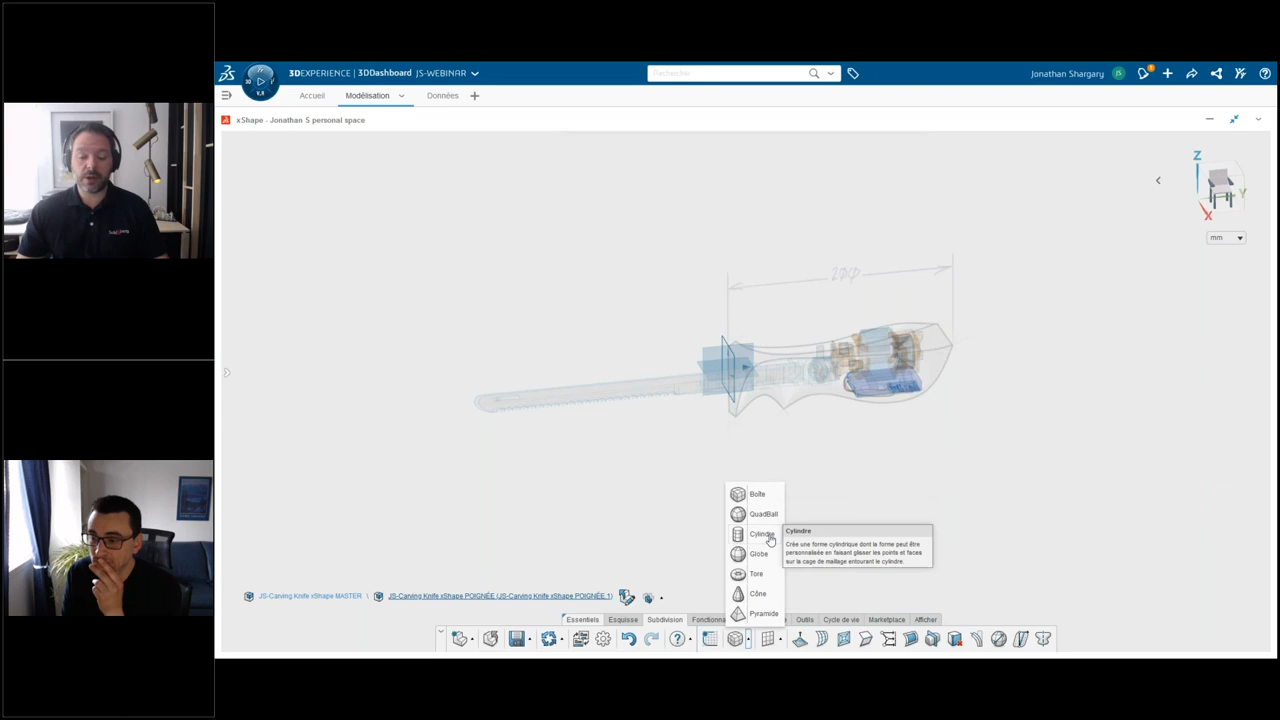 3DEXPERIENCE | 3DDashboard JS-WEBINAR
Recherche
Jonathan Shargary JS
Accueil
Modélisation
Données
xShape - Jonathan S personal space
Z
Y
X
mm
Boîte
QuadBall
Cylindre
Globe
Tore
Cône
Pyramide
Cylindre
Crée une forme cylindrique dont la forme peut être
personnalisée en faisant glisser les points et faces
sur la cage de maillage entourant le cylindre.
JS-Carving Knife xShape MASTER \ JS-Carving Knife xShape POIGNÉE (JS-Carving Knife xShape POIGNÉE.1)
Essentiels Esquisse Subdivision Outils Cycle de vie Marketplace Afficher